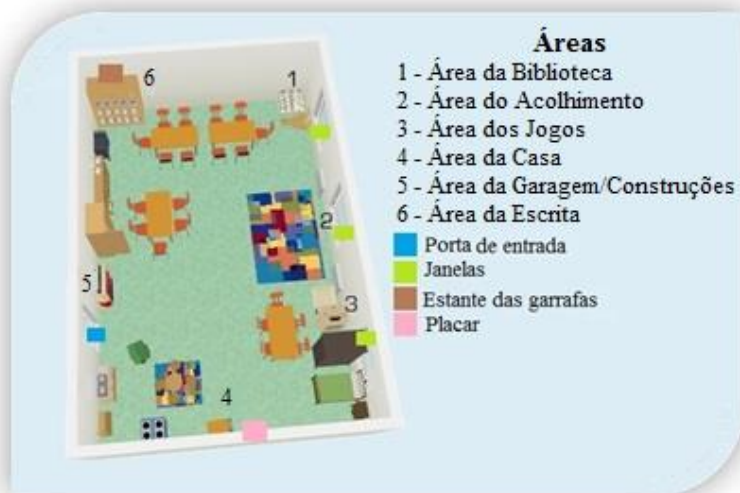 Áreas
1 - Área da Biblioteca
2 - Área do Acolhimento
3 - Área dos Jogos
4 - Área da Casa
5 - Área da Garagem/Construções
6 - Área da Escrita
Porta de entrada
Janelas
Estante das garrafas
Placar
6
1
2
5
3
4